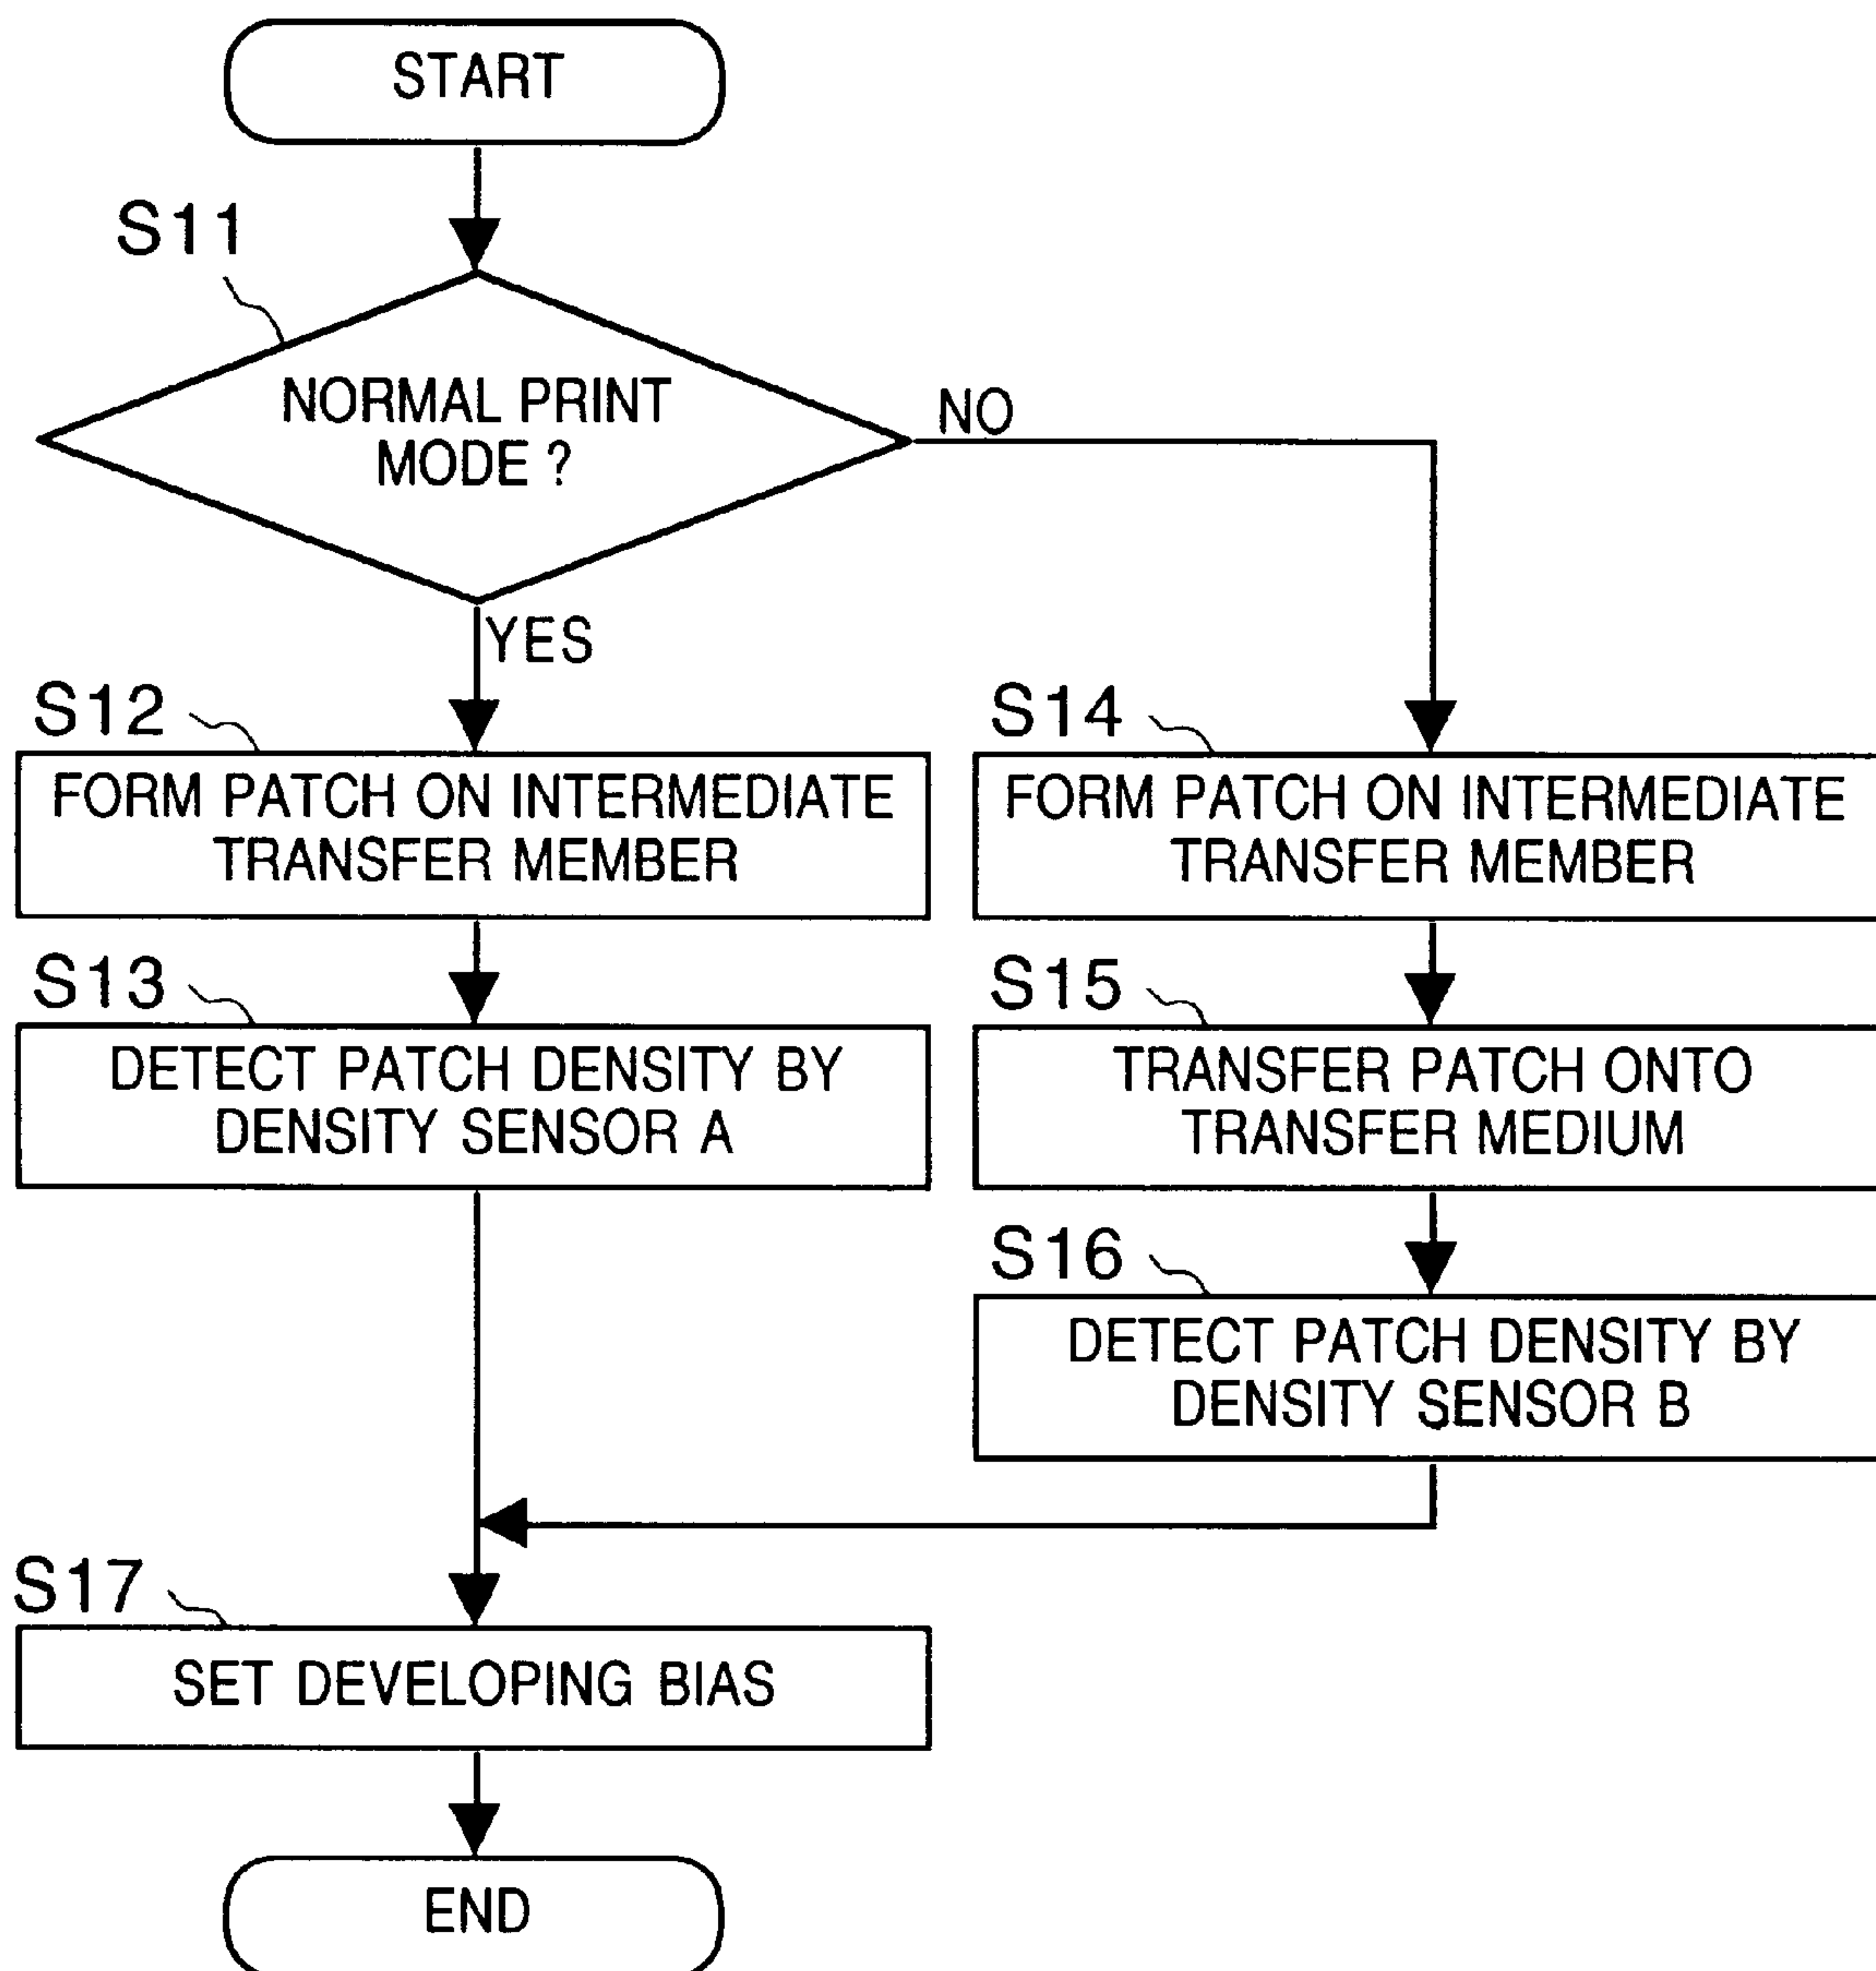 START
S11
NORMAL PRINT
MODE ?
NO
YES
S12
FORM PATCH ON INTERMEDIATE
TRANSFER MEMBER
S14
FORM PATCH ON INTERMEDIATE
TRANSFER MEMBER
S13
DETECT PATCH DENSITY BY
DENSITY SENSOR A
S15
TRANSFER PATCH ONTO
TRANSFER MEDIUM
S16
DETECT PATCH DENSITY BY
DENSITY SENSOR B
S17
SET DEVELOPING BIAS
END